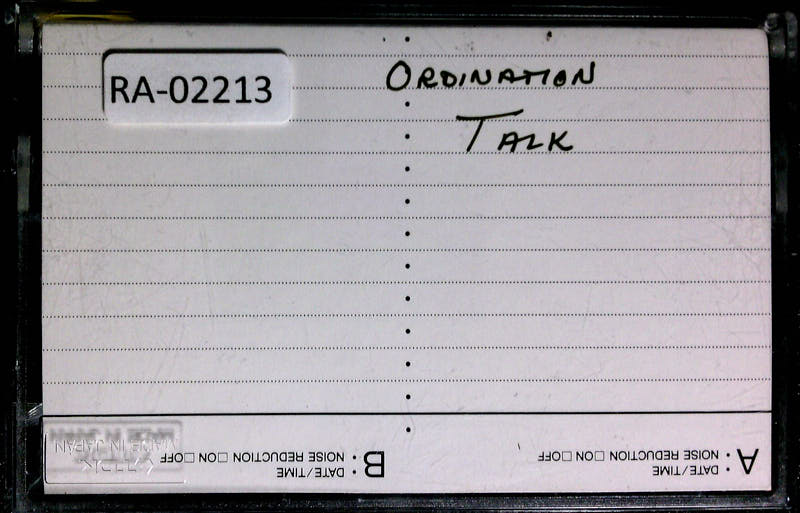 RA-02213
ORDINATION
TALK
B • DATE/TIME
• NOISE REDUCTION □ON □OFF
A • DATE/TIME
• NOISE REDUCTION □ON □OFF
MADE IN JAPAN